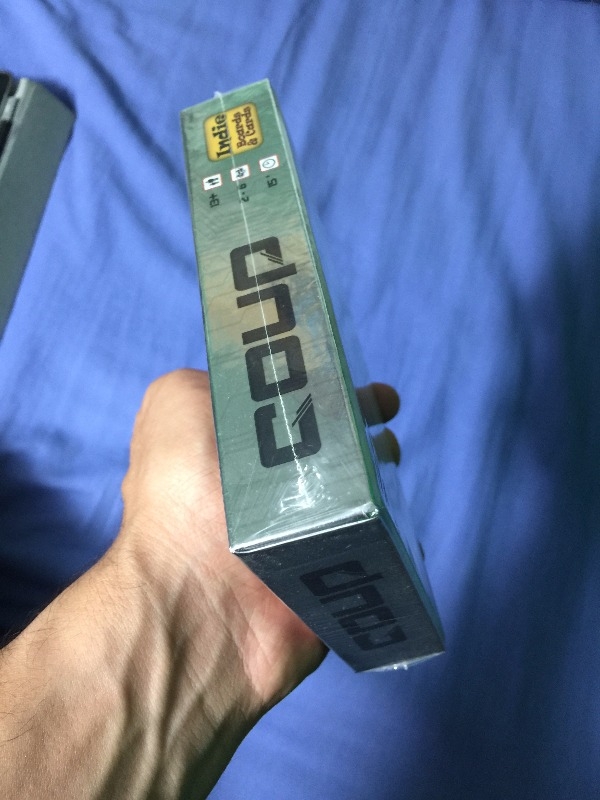 Indie
Boards
& Cards
13+
2-6
15'
COUP
COUP